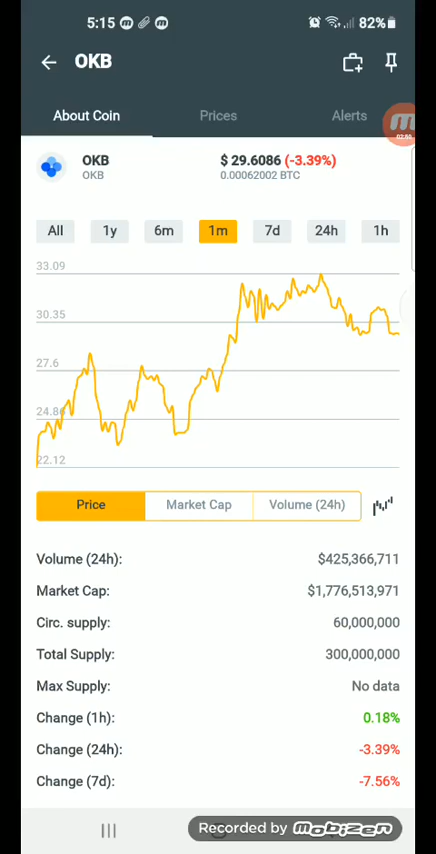 5:15 82%
OKB
About Coin Prices Alerts
OKB $ 29.6086 (-3.39%)
OKB 0.00062002 BTC
All 1y 6m 1m 7d 24h 1h
33.09
30.35
27.6
24.86
22.12
Price Market Cap Volume (24h)
Volume (24h): $425,366,711
Market Cap: $1,776,513,971
Circ. supply: 60,000,000
Total Supply: 300,000,000
Max Supply: No data
Change (1h): 0.18%
Change (24h): -3.39%
Change (7d): -7.56%
Recorded by Mobizen